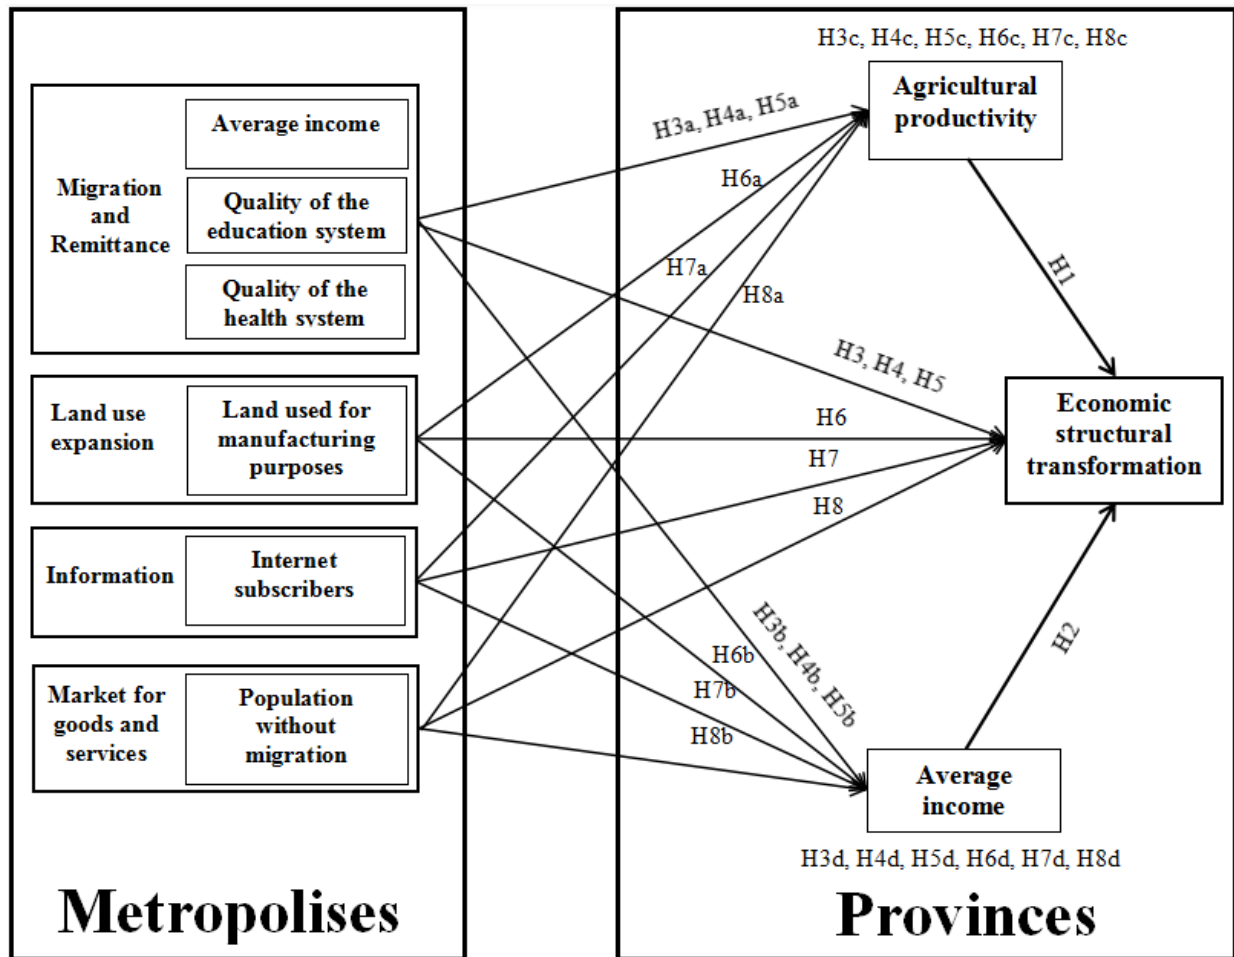 H3c, H4c, H5c, H6c, H7c, H8c
Agricultural
productivity
Average income
Migration
and
Remittance
Quality of the
education system
Quality of the
health system
H3a, H4a, H5a
H6a
H7a
H8a
H1
H3, H4, H5
Land use
expansion
Land used for
manufacturing
purposes
H6
H7
H8
Economic
structural
transformation
Information
Internet
subscribers
H3b, H4b, H5b
H6b
H7b
H8b
H2
Market for
goods and
services
Population
without
migration
Average
income
H3d, H4d, H5d, H6d, H7d, H8d
Metropolises
Provinces